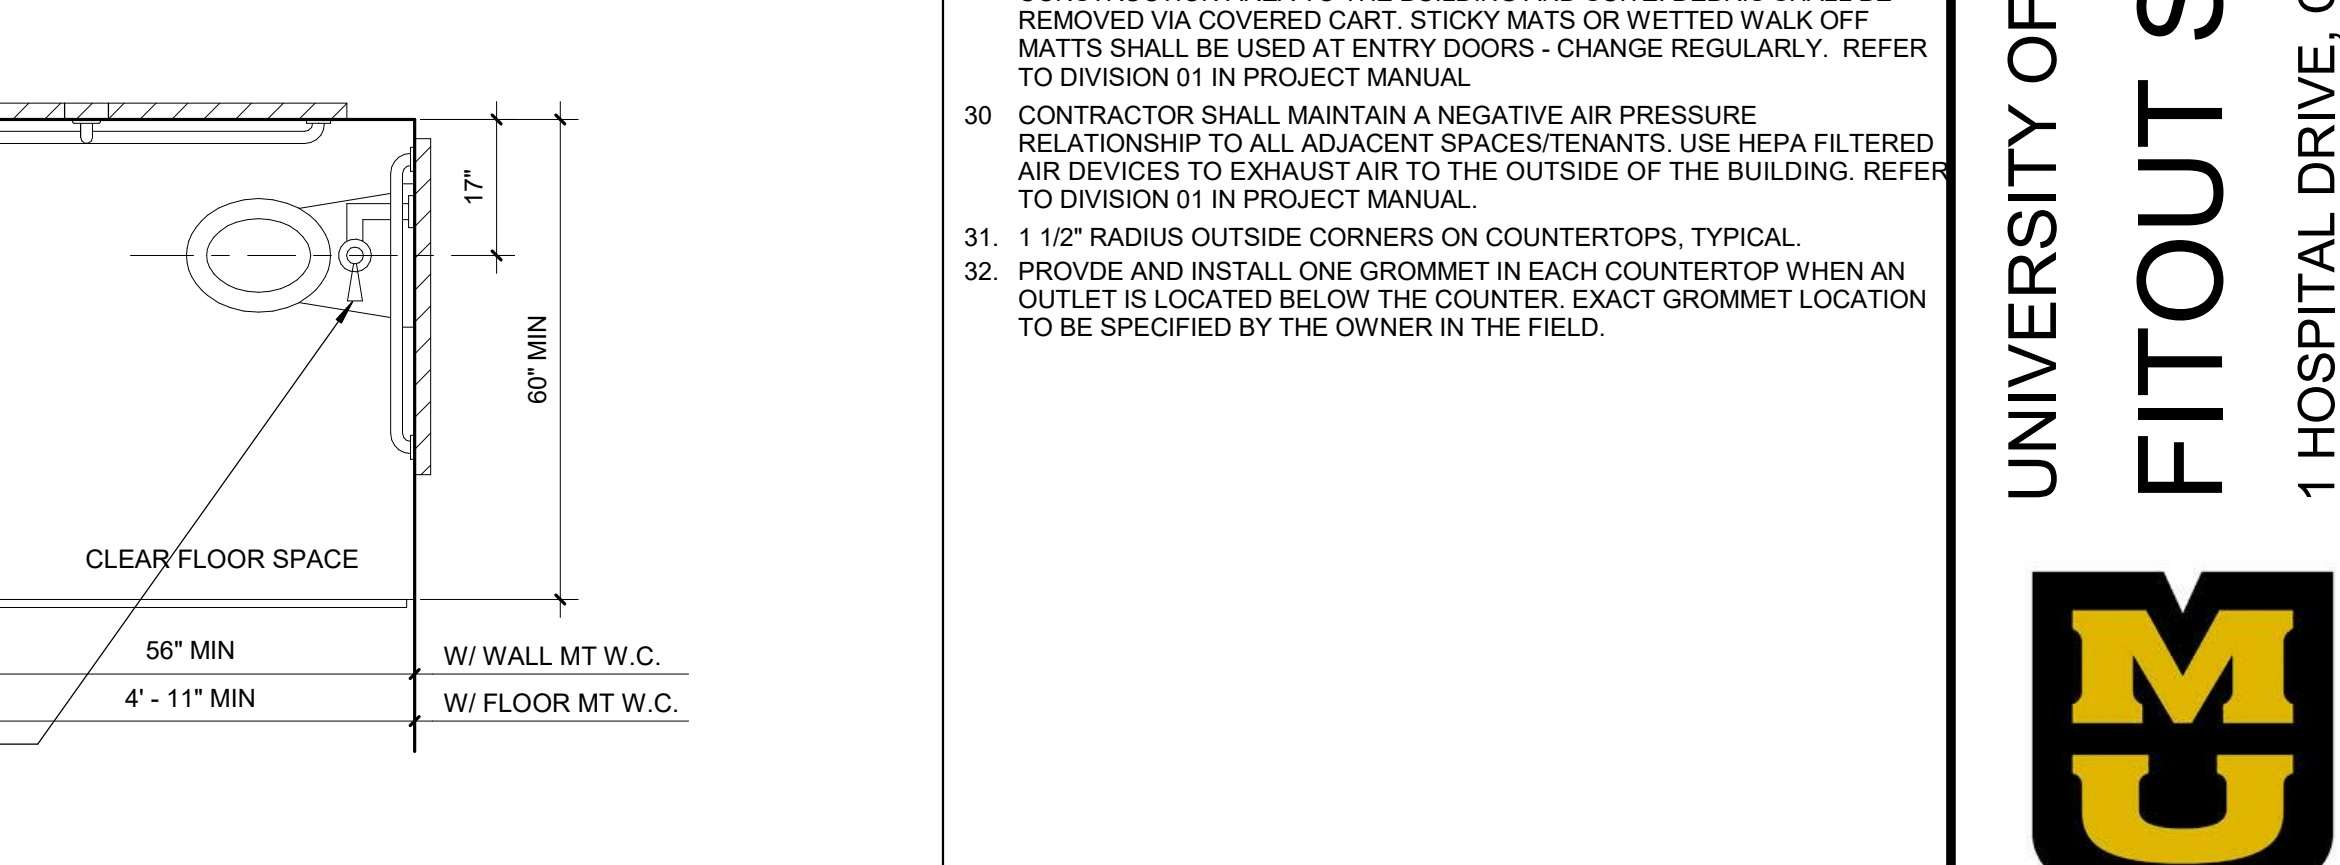 REMOVED VIA COVERED CART. STICKY MATS OR WETTED WALK OFF
MATTS SHALL BE USED AT ENTRY DOORS - CHANGE REGULARLY. REFER
TO DIVISION 01 IN PROJECT MANUAL
30 CONTRACTOR SHALL MAINTAIN A NEGATIVE AIR PRESSURE
RELATIONSHIP TO ALL ADJACENT SPACES/TENANTS. USE HEPA FILTERED
AIR DEVICES TO EXHAUST AIR TO THE OUTSIDE OF THE BUILDING. REFER
TO DIVISION 01 IN PROJECT MANUAL.
31. 1 1/2" RADIUS OUTSIDE CORNERS ON COUNTERTOPS, TYPICAL.
32. PROVDE AND INSTALL ONE GROMMET IN EACH COUNTERTOP WHEN AN
OUTLET IS LOCATED BELOW THE COUNTER. EXACT GROMMET LOCATION
TO BE SPECIFIED BY THE OWNER IN THE FIELD.
17"
60" MIN
CLEAR FLOOR SPACE
56" MIN
W/ WALL MT W.C.
4' - 11" MIN
W/ FLOOR MT W.C.
UNIVERSITY OF
FITOUT S
1 HOSPITAL DRIVE,
MU